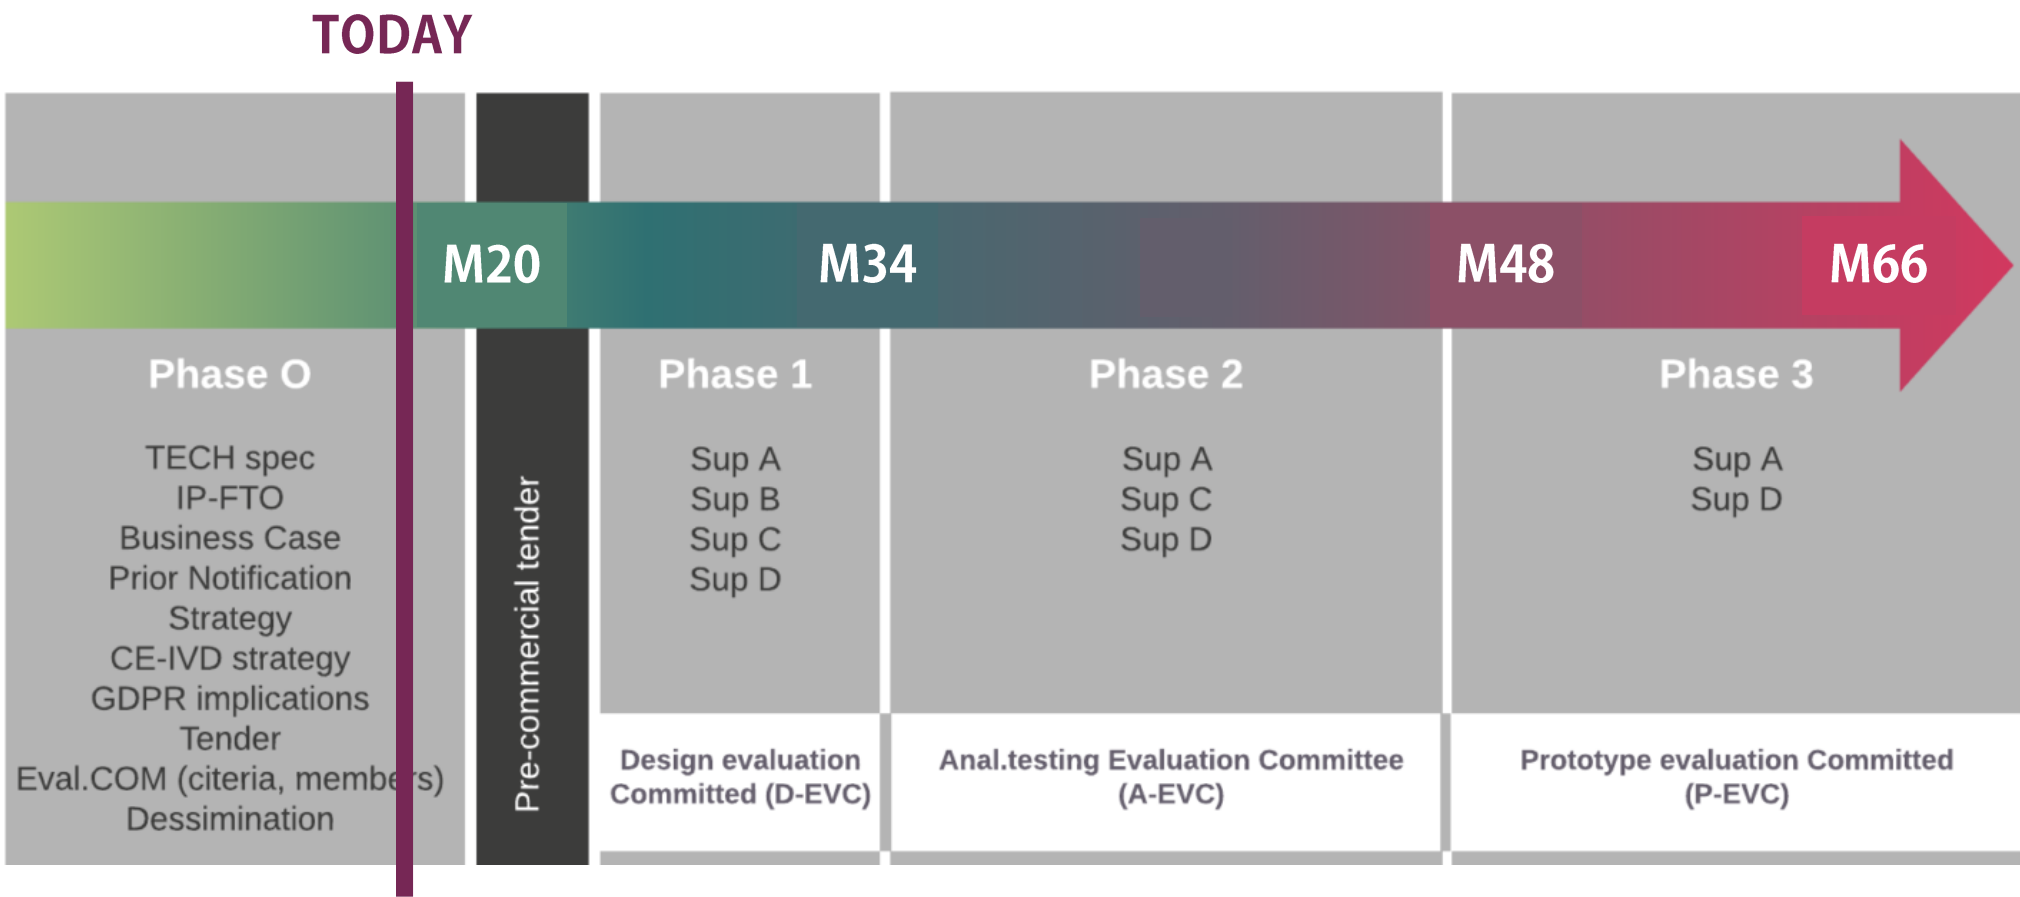 TODAY
M20
M34
M48
M66
Phase O
TECH spec
IP-FTO
Business Case
Prior Notification
Strategy
CE-IVD strategy
GDPR implications
Tender
Eval.COM (citeria, members)
Dessimination
Pre-commercial tender
Phase 1
Sup A
Sup B
Sup C
Sup D
Design evaluation
Committed (D-EVC)
Phase 2
Sup A
Sup C
Sup D
Anal.testing Evaluation Committee
(A-EVC)
Phase 3
Sup A
Sup D
Prototype evaluation Committed
(P-EVC)